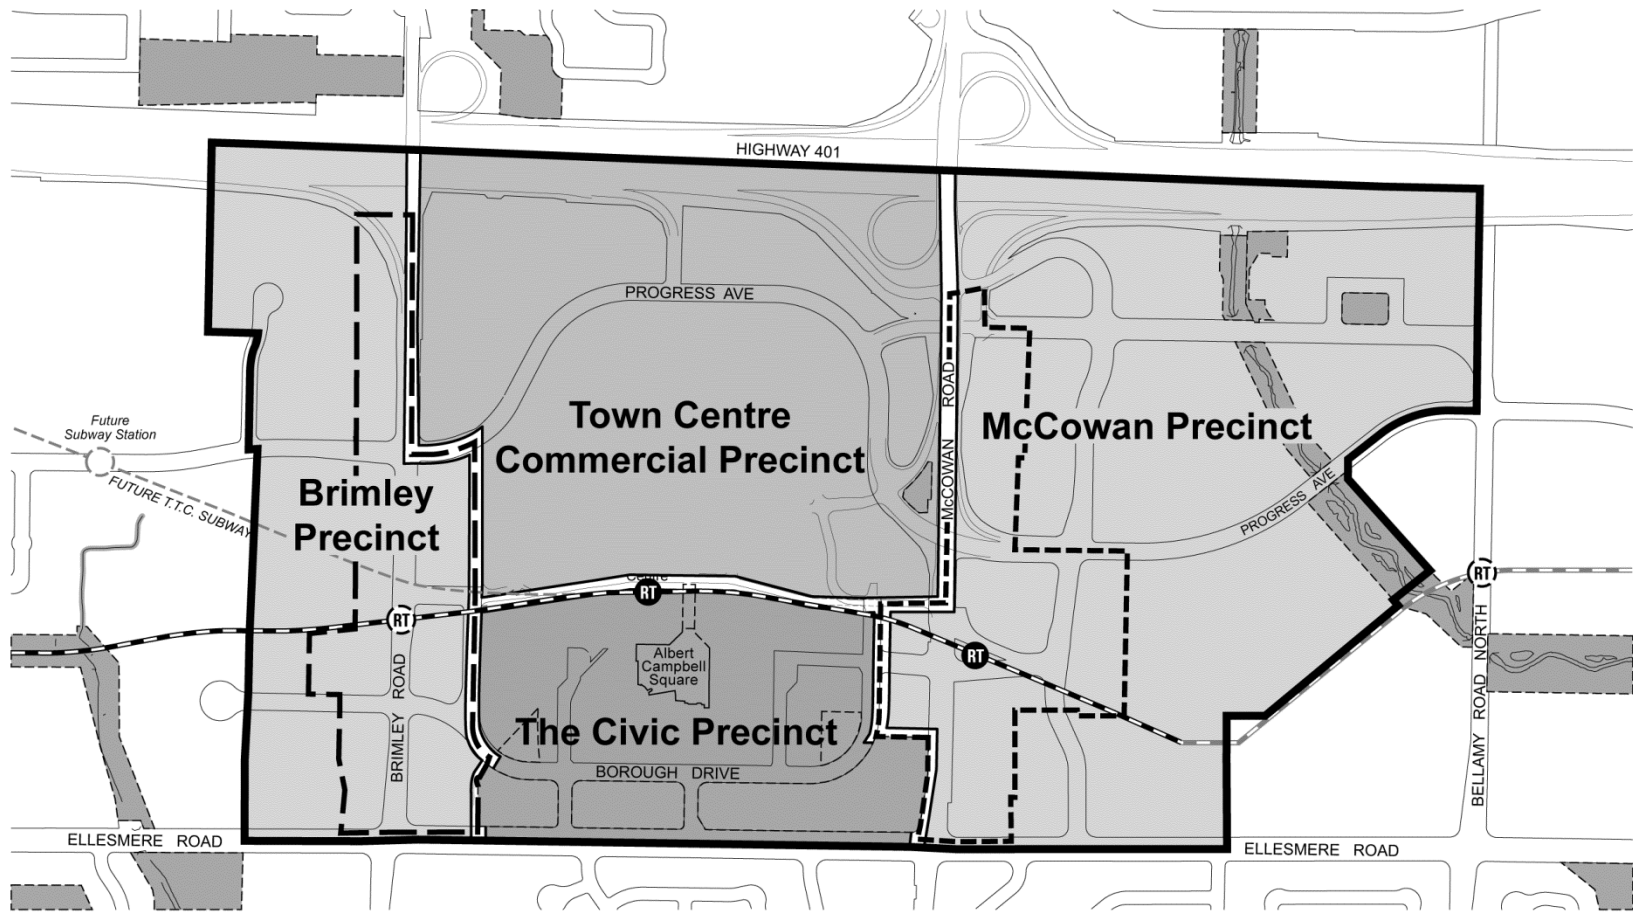 HIGHWAY 401
PROGRESS AVE
McCOWAN ROAD
Town Centre
Commercial Precinct
McCowan Precinct
Future
Subway Station
FUTURE T.T.C. SUBWAY
Brimley
Precinct
PROGRESS AVE
RT
RT
RT
RT
Albert
Campbell
Square
BRIMLEY ROAD
The Civic Precinct
BOROUGH DRIVE
BELLAMY ROAD NORTH
ELLESMERE ROAD
ELLESMERE ROAD